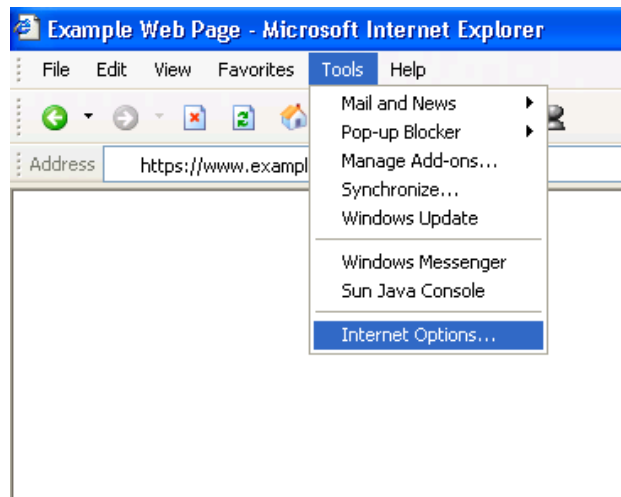 Example Web Page - Microsoft Internet Explorer
File Edit View Favorites Tools Help
Mail and News
Pop-up Blocker
Address https://www.exampl
Manage Add-ons...
Synchronize...
Windows Update
Windows Messenger
Sun Java Console
Internet Options...